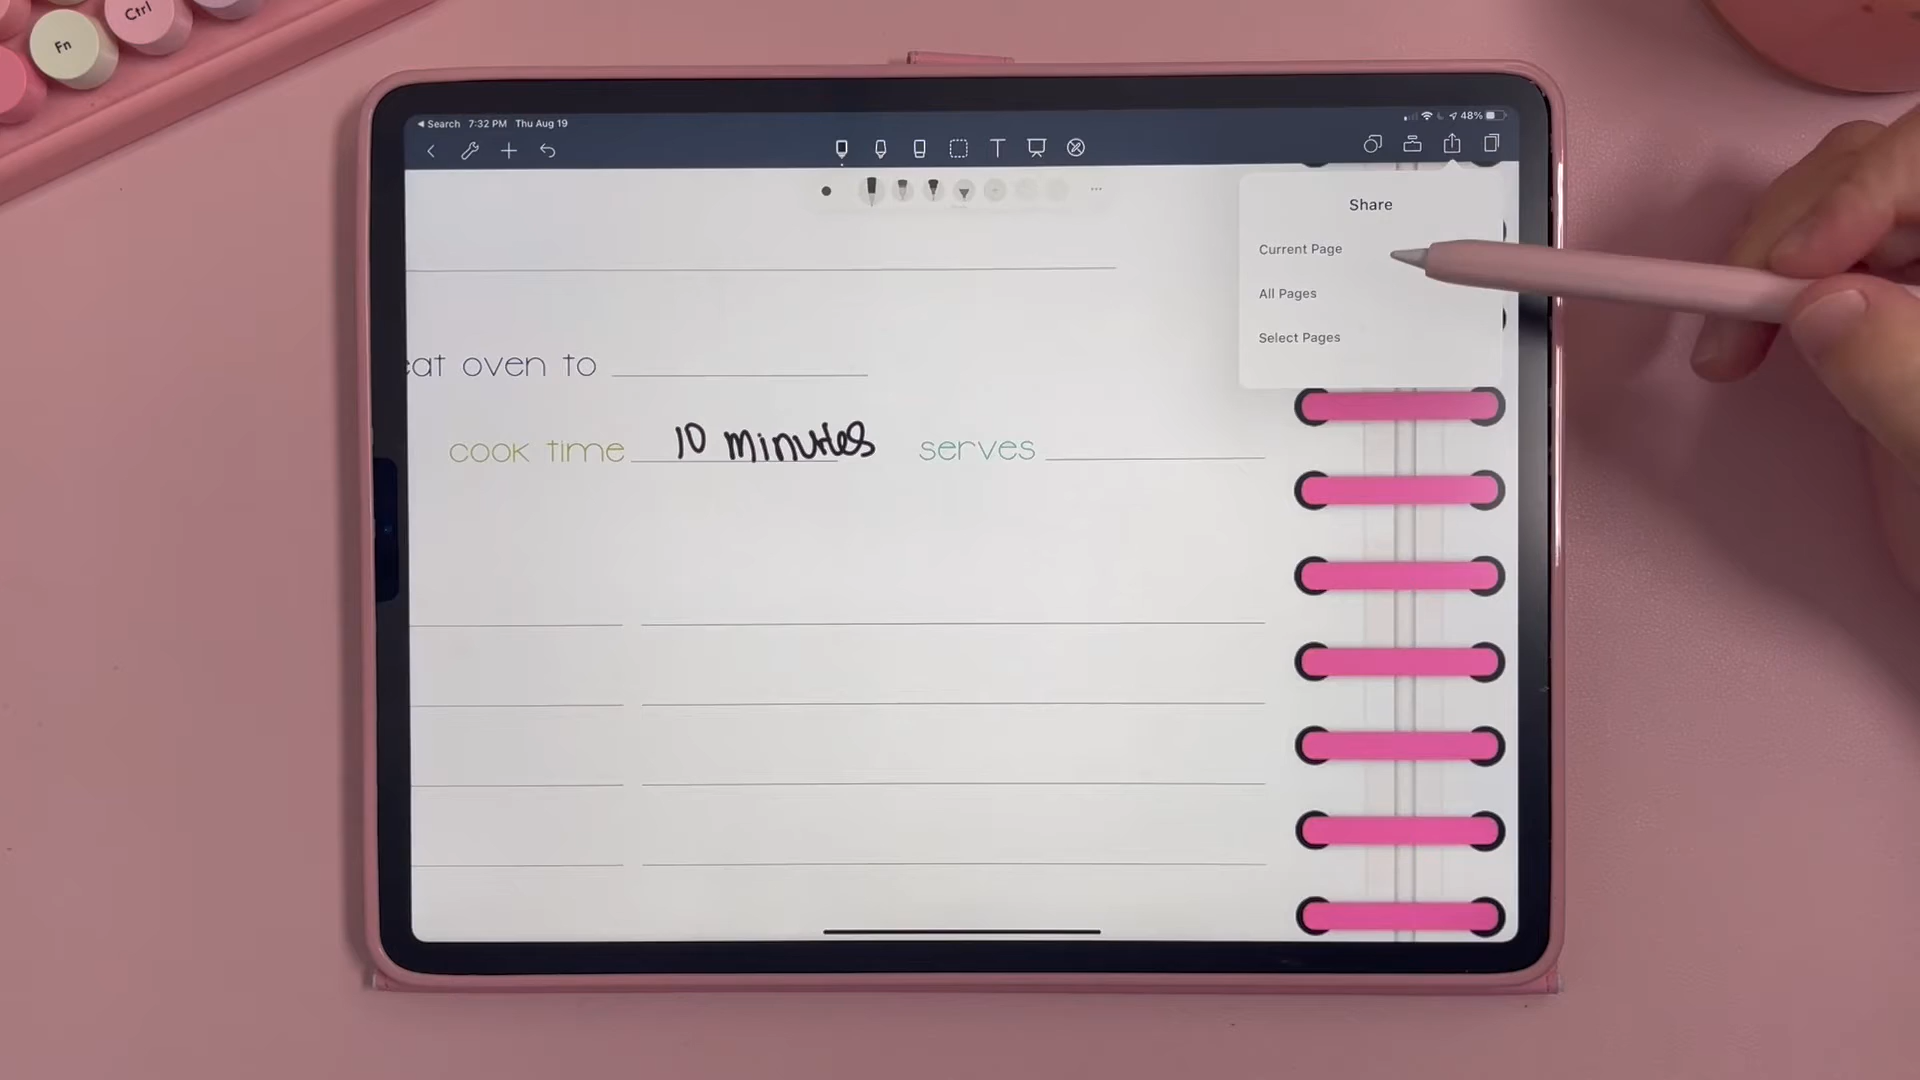 Fn
Ctrl
Search 7:32 PM Thu Aug 19
48%
Share
Current Page
All Pages
Select Pages
eat oven to
cook time 10 minutes serves